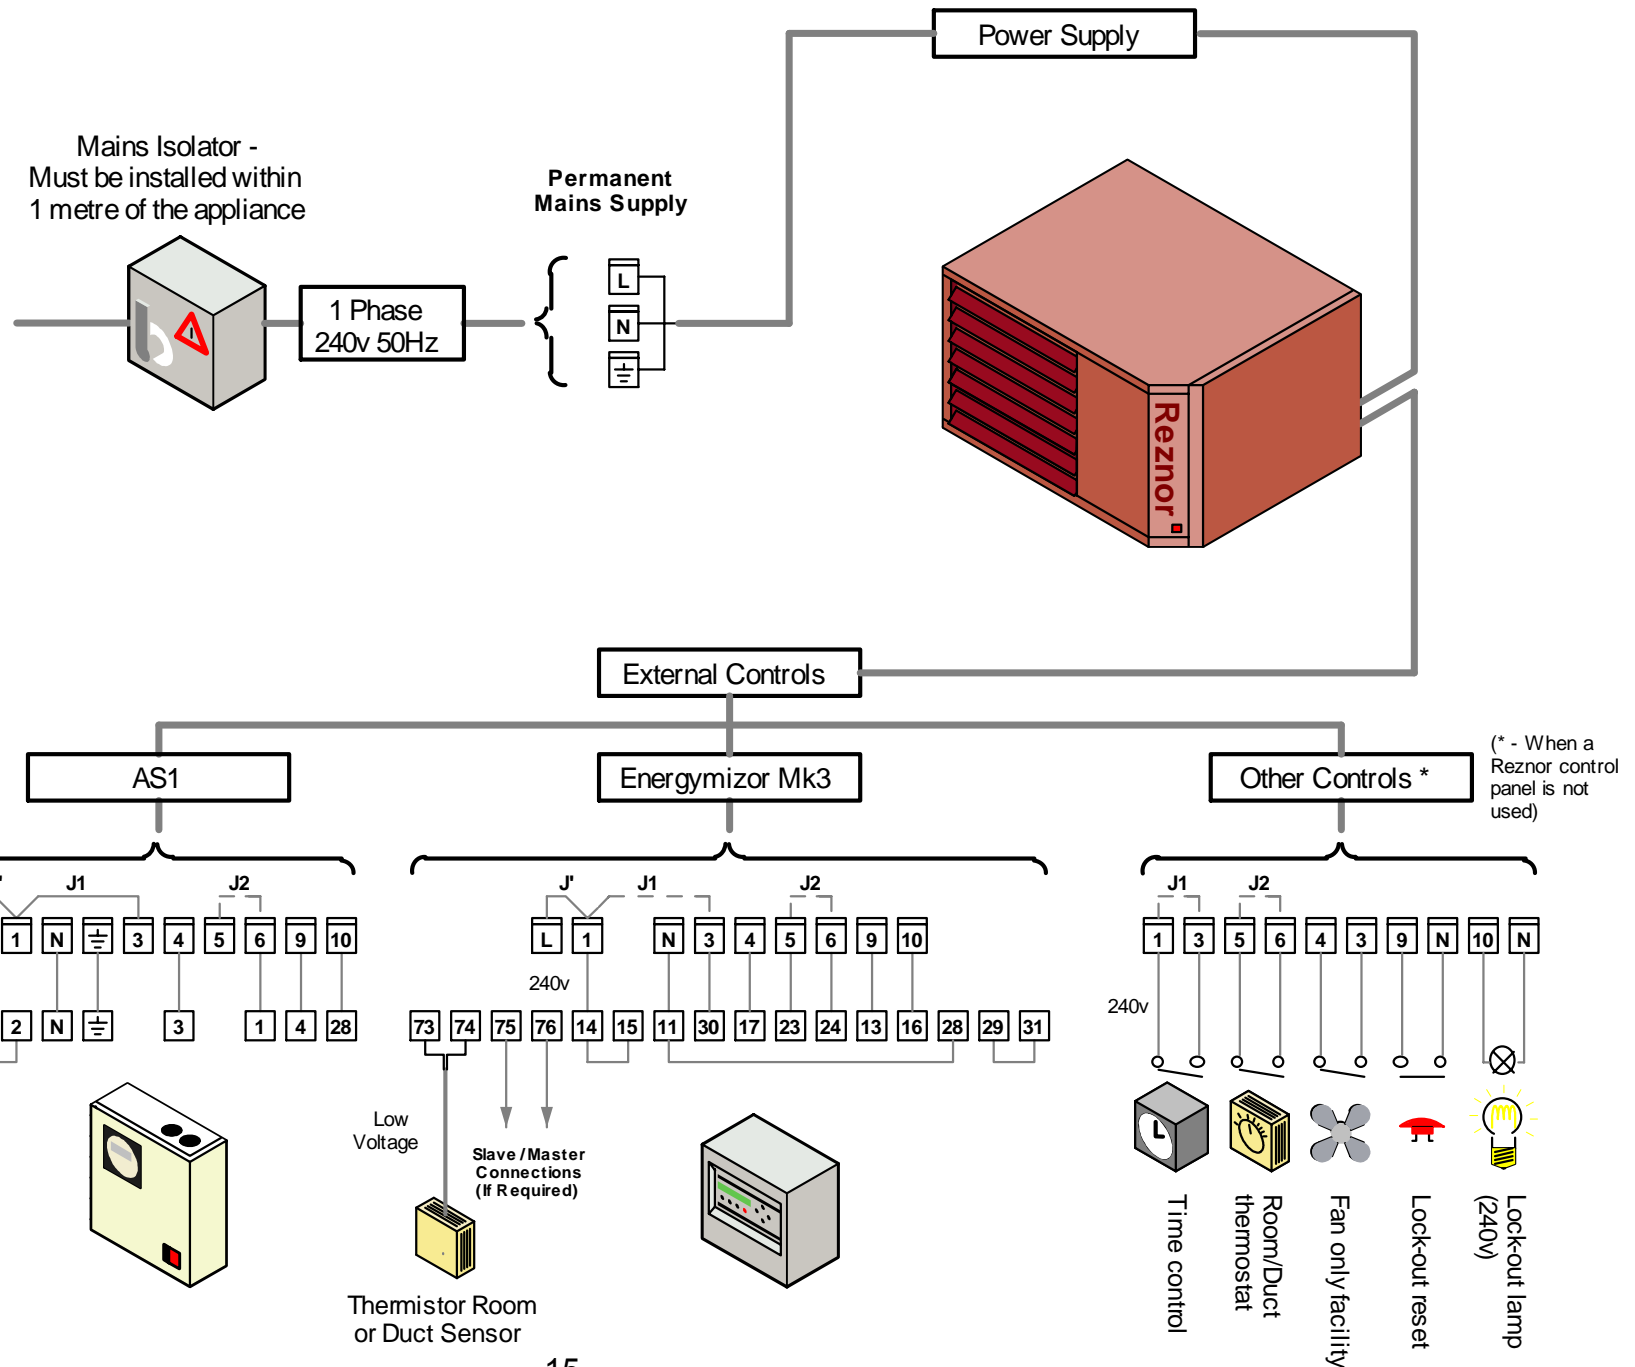 Power Supply
Mains Isolator -
Must be installed within
1 metre of the appliance
Permanent
Mains Supply
L
N
1 Phase
240v 50Hz
Reznor
External Controls
AS1
Energymizor Mk3
Other Controls *
(* - When a
Reznor control
panel is not
used)
J1 J2
1 N 3 4 5 6 9 10
2 N 3 1 4 28
J' J1 J2
L 1 N 3 4 5 6 9 10
240v
73 74 75 76 14 15 11 30 17 23 24 13 16 28 29 31
Low
Voltage
Slave/Master
Connections
(If Required)
Thermistor Room
or Duct Sensor
J1 J2
1 3 5 6 4 3 9 N 10 N
240v
Time control
Room/Duct
thermostat
Fan only facility
Lock-out reset
Lock-out lamp
(240v)